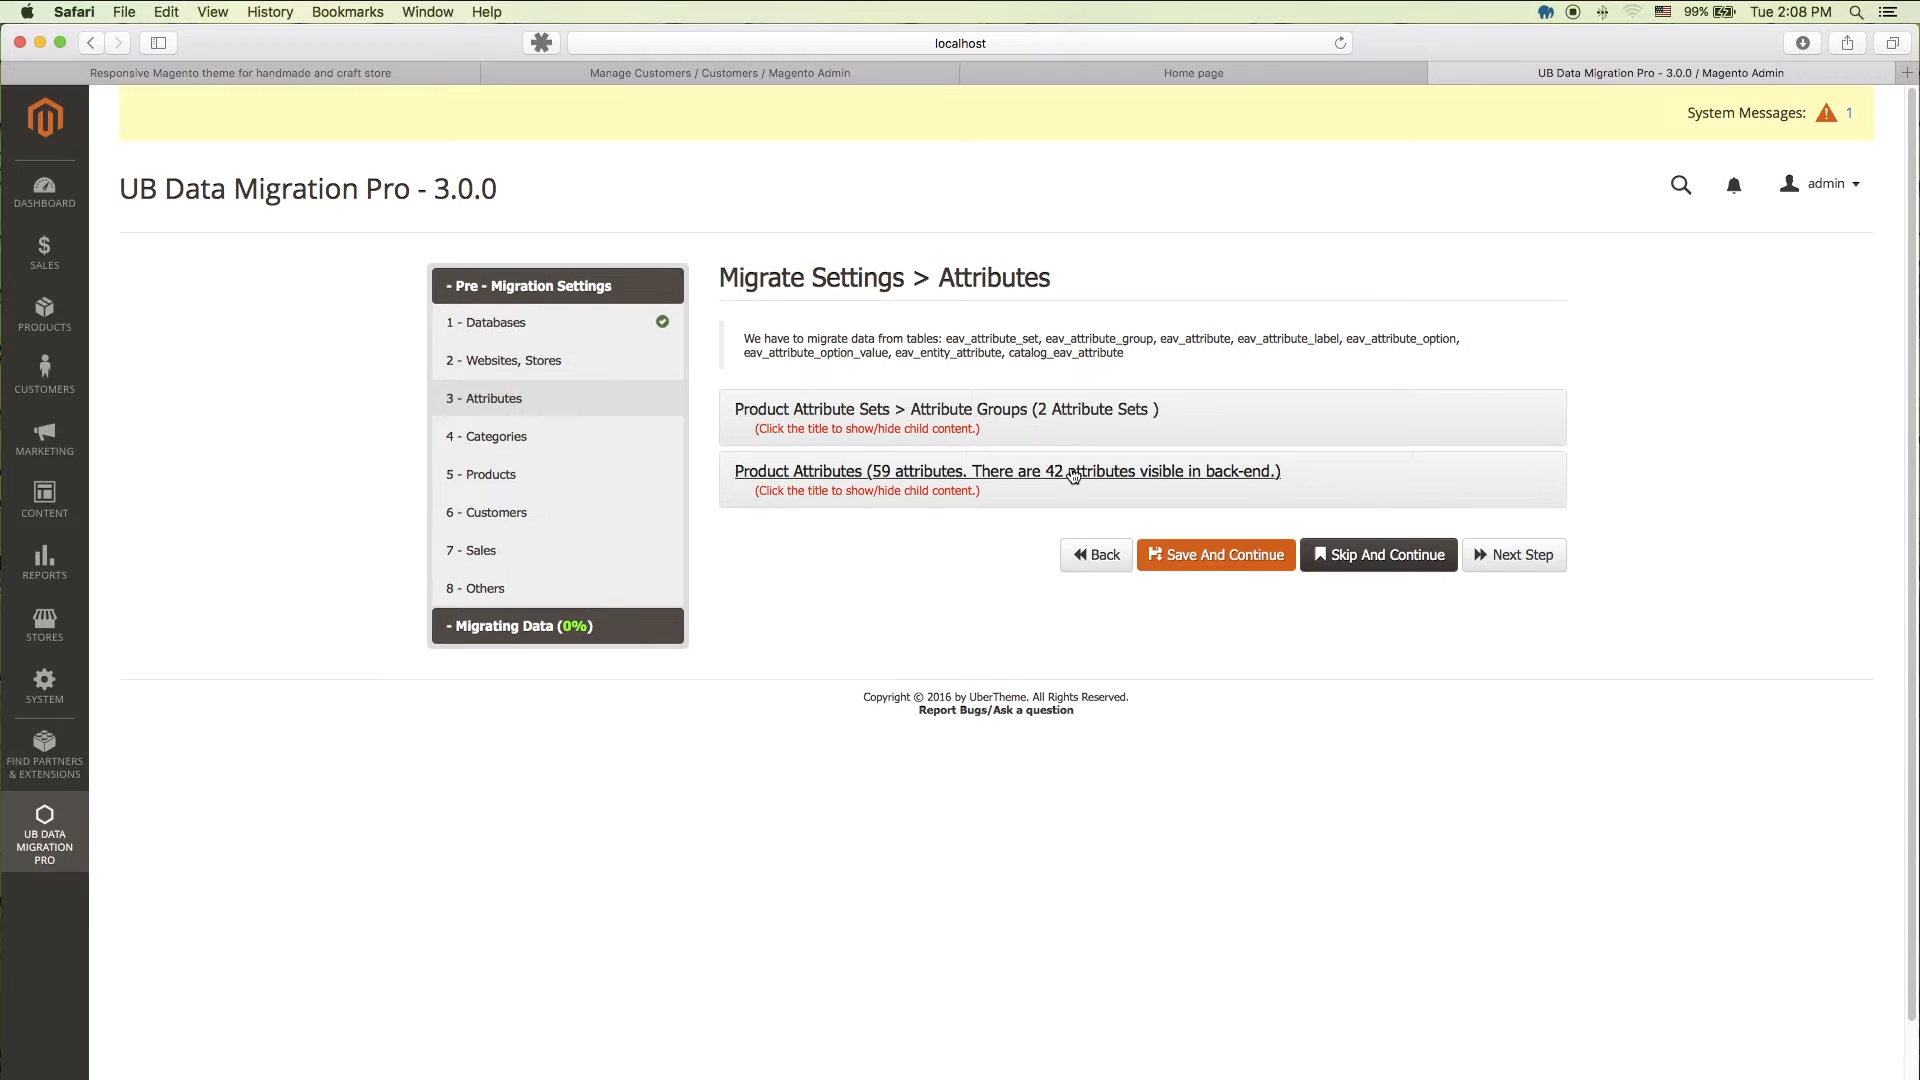 Safari File Edit View History Bookmarks Window Help 99% Tue 2:08 PM
localhost
Responsive Magento theme for handmade and craft store
Manage Customers / Customers / Magento Admin
Home page
UB Data Migration Pro - 3.0.0 / Magento Admin
System Messages: 1
UB Data Migration Pro - 3.0.0
admin
DASHBOARD
SALES
PRODUCTS
CUSTOMERS
MARKETING
CONTENT
REPORTS
STORES
SYSTEM
FIND PARTNERS
& EXTENSIONS
UB DATA
MIGRATION
PRO
- Pre - Migration Settings
1 - Databases
2 - Websites, Stores
3 - Attributes
4 - Categories
5 - Products
6 - Customers
7 - Sales
8 - Others
- Migrating Data (0%)
Migrate Settings > Attributes
We have to migrate data from tables: eav_attribute_set, eav_attribute_group, eav_attribute, eav_attribute_label, eav_attribute_option,
eav_attribute_option_value, eav_entity_attribute, catalog_eav_attribute
Product Attribute Sets > Attribute Groups (2 Attribute Sets )
(Click the title to show/hide child content.)
Product Attributes (59 attributes. There are 42 attributes visible in back-end.)
(Click the title to show/hide child content.)
Back
Save And Continue
Skip And Continue
Next Step
Copyright © 2016 by UberTheme. All Rights Reserved.
Report Bugs/Ask a question